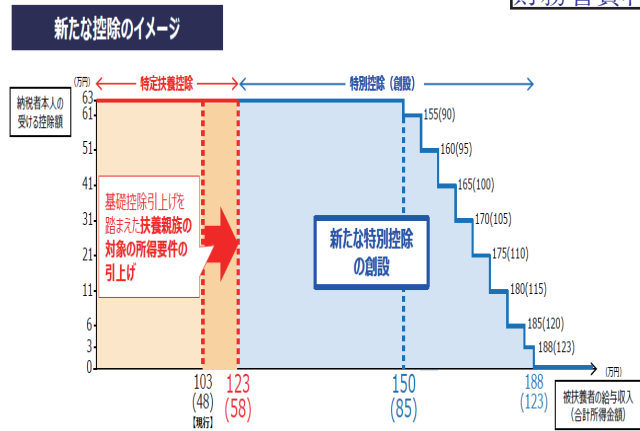 財務省資料
新たな控除のイメージ
納税者本人の
受ける控除額
(万円)
特定扶養控除
特別控除（創設）
63
61
51
41
31
21
11
6
3
0
155(90)
160(95)
165(100)
170(105)
175(110)
180(115)
185(120)
188(123)
基礎控除引上げを
踏まえた扶養親族の
対象の所得要件の
引上げ
新たな特別控除
の創設
103
(48)
【現行】
123
(58)
150
(85)
188
(123)
(万円)
被扶養者の給与収入
（合計所得金額）